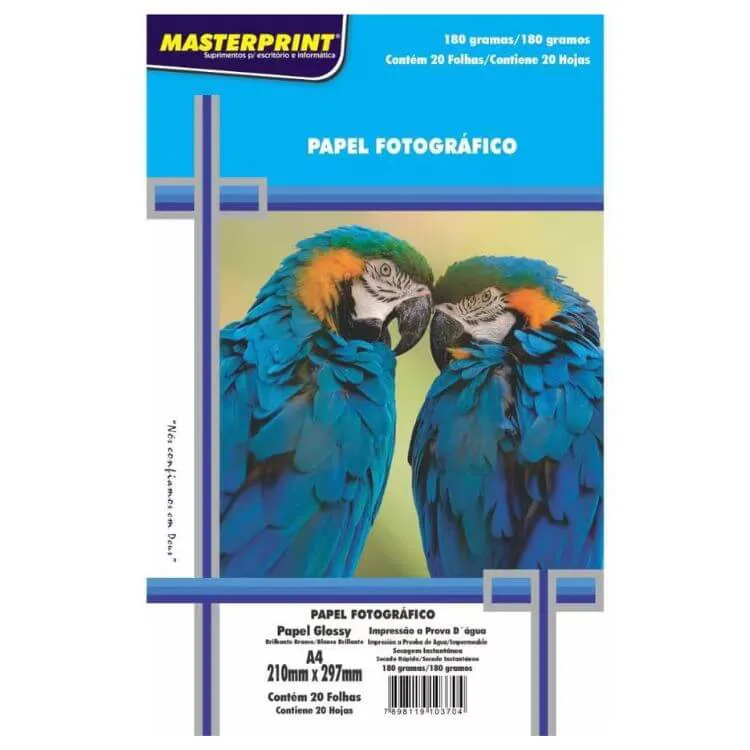 MASTERPRINT®
Suprimentos p/ escritório e informática
180 gramas/180 gramos
Contém 20 Folhas/Contiene 20 Hojas
PAPEL FOTOGRÁFICO
"Nós confiamos em Deus"
PAPEL FOTOGRÁFICO
Papel Glossy
Brilhante Branco/Blanco Brillante
A4
210mm x 297mm
Contém 20 Folhas
Contiene 20 Hojas
Impressão a Prova D´água
Impresión a Prueba de Agua/Impermeable
Secagem Instantânea
Secado Rápido/Secado Instantáneo
180 gramas/180 gramos
7 898119 103704